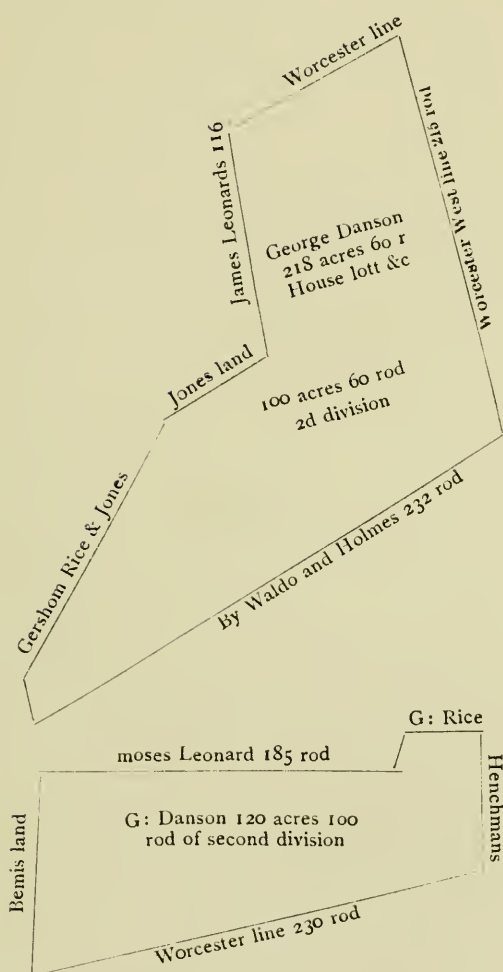 Worcester line
James Leonards 116
Worcester West line 215 rod
George Danson
218 acres 60 r
House lott &c
Jones land
100 acres 60 rod
2d division
Gershom Rice & Jones
By Waldo and Holmes 232 rod
G: Rice
moses Leonard 185 rod
Henchmans
Bemis land
G: Danson 120 acres 100
rod of second division
Worcester line 230 rod